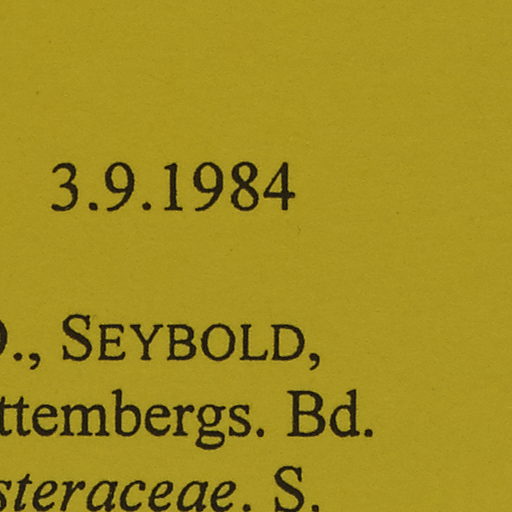 3.9.1984
., SEYBOLD,
ttembergs. Bd.
steraceae. S.